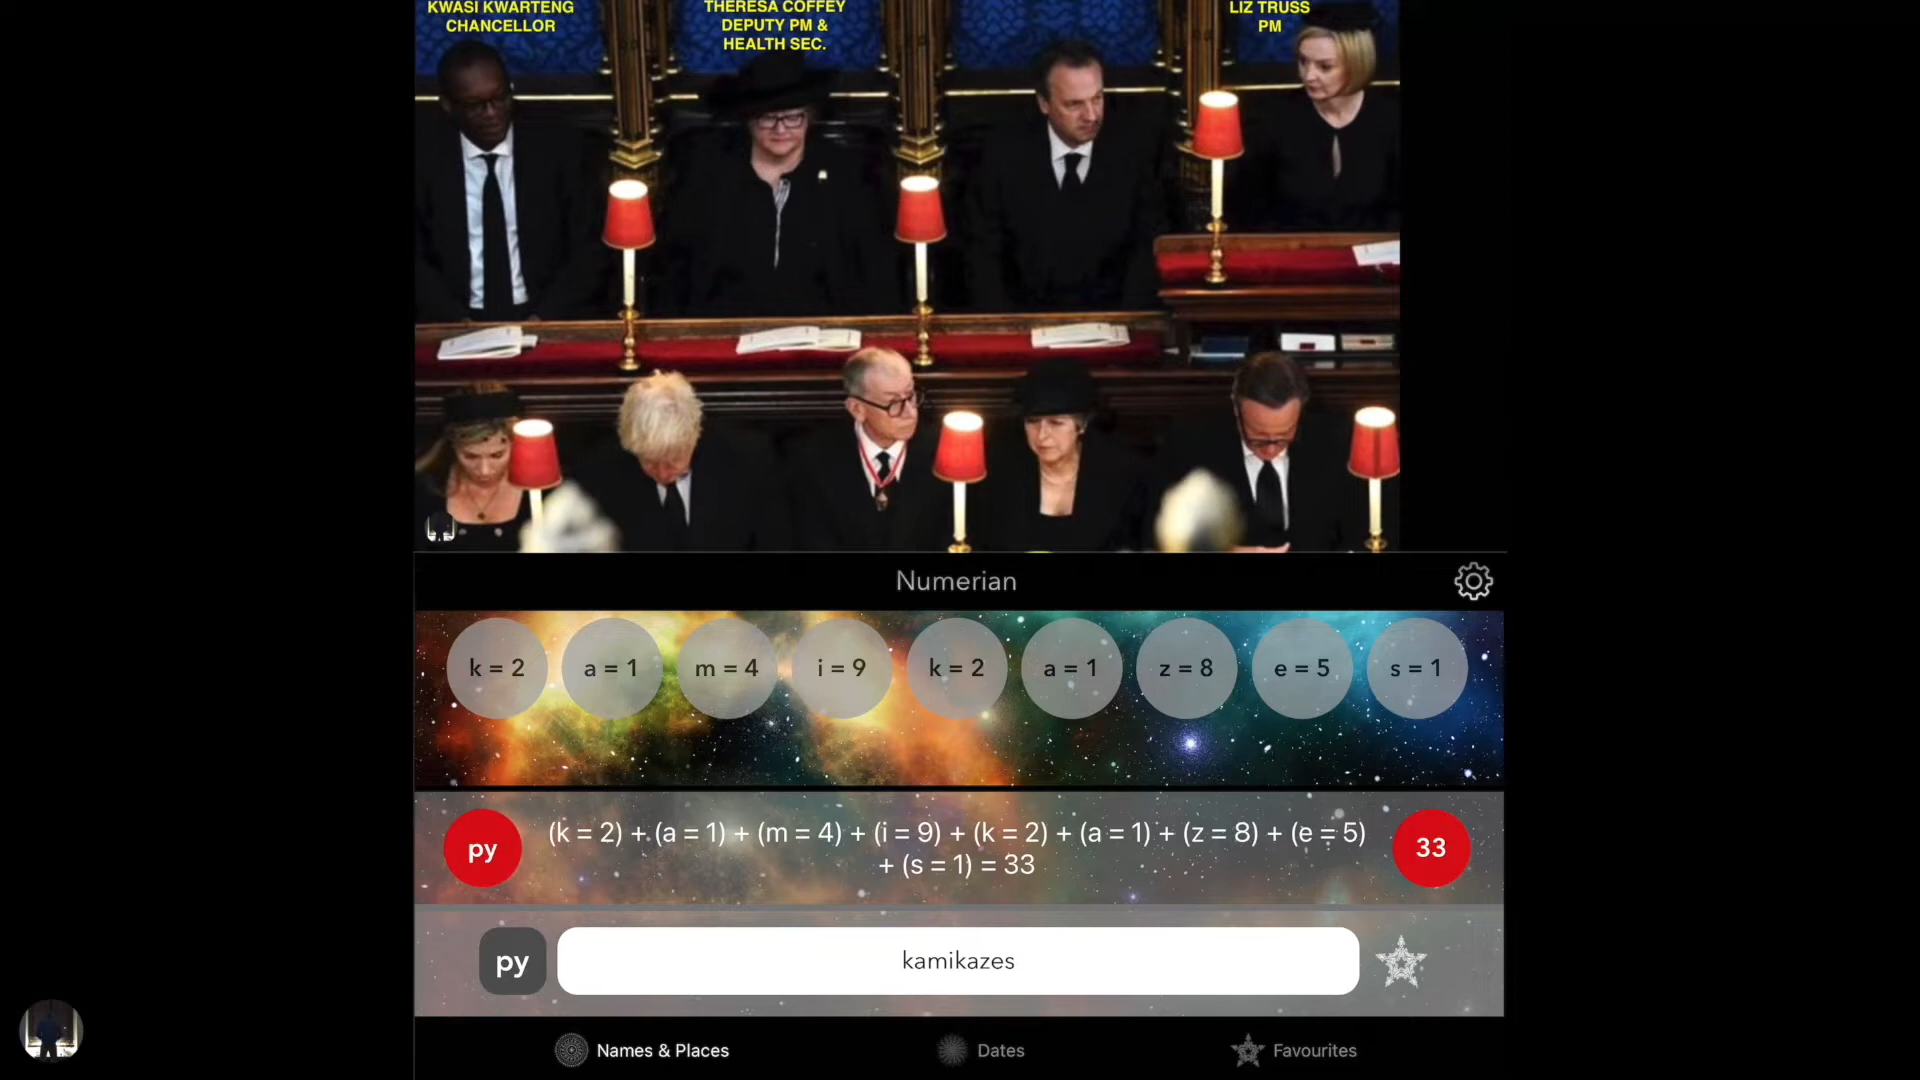 KWASI KWARTENG
CHANCELLOR
THERESA COFFEY
DEPUTY PM &
HEALTH SEC.
LIZ TRUSS
PM
Numerian
k = 2
a = 1
m = 4
i = 9
k = 2
a = 1
z = 8
e = 5
s = 1
py
(k = 2) + (a = 1) + (m = 4) + (i = 9) + (k = 2) + (a = 1) + (z = 8) + (e = 5)
+ (s = 1) = 33
33
py
kamikazes
Names & Places
Dates
Favourites